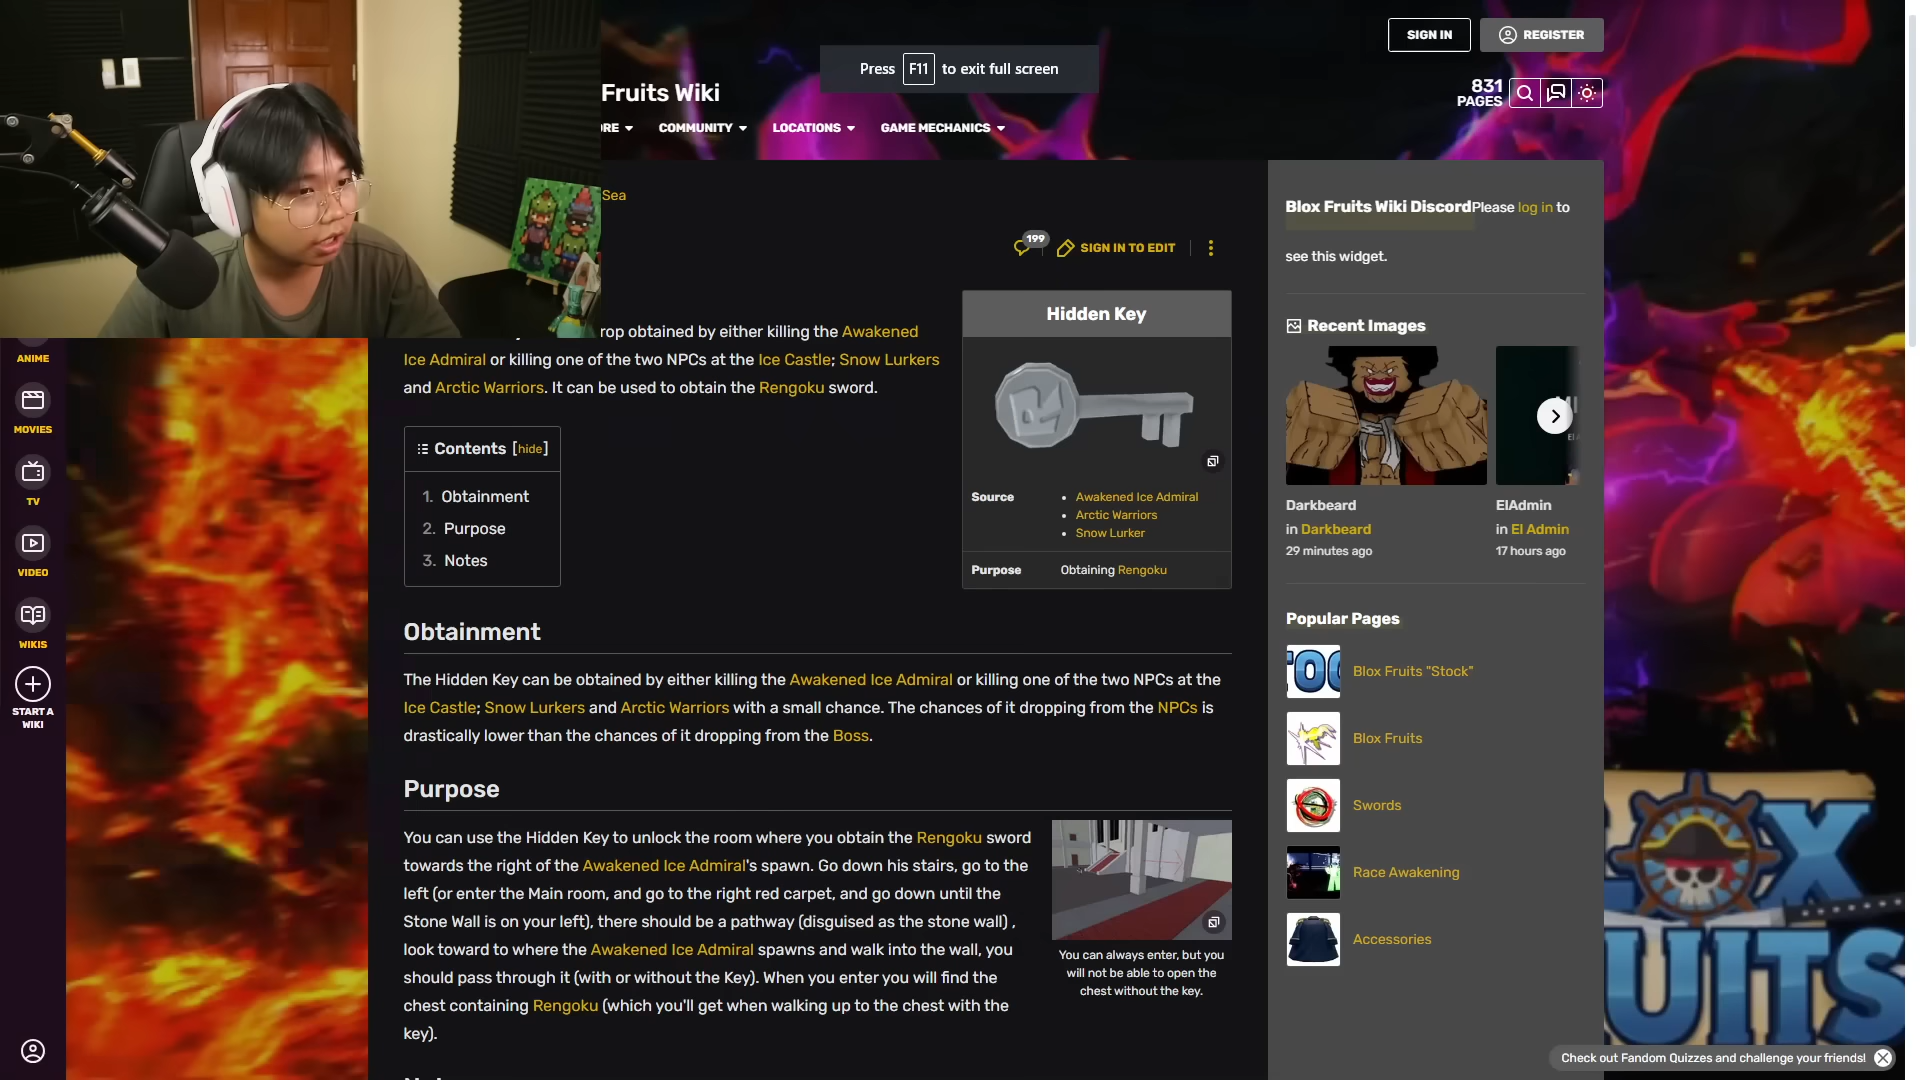 SIGN IN
REGISTER
Press F11 to exit full screen
Fruits Wiki
831
PAGES
ORE
COMMUNITY
LOCATIONS
GAME MECHANICS
Sea
199
SIGN IN TO EDIT
rop obtained by either killing the Awakened
Ice Admiral or killing one of the two NPCs at the Ice Castle; Snow Lurkers
and Arctic Warriors. It can be used to obtain the Rengoku sword.
Contents [hide]
1. Obtainment
2. Purpose
3. Notes
Hidden Key
Source
Awakened Ice Admiral
Arctic Warriors
Snow Lurker
Purpose
Obtaining Rengoku
Obtainment
The Hidden Key can be obtained by either killing the Awakened Ice Admiral or killing one of the two NPCs at the
Ice Castle; Snow Lurkers and Arctic Warriors with a small chance. The chances of it dropping from the NPCs is
drastically lower than the chances of it dropping from the Boss.
Purpose
You can use the Hidden Key to unlock the room where you obtain the Rengoku sword
towards the right of the Awakened Ice Admiral's spawn. Go down his stairs, go to the
left (or enter the Main room, and go to the right red carpet, and go down until the
Stone Wall is on your left), there should be a pathway (disguised as the stone wall) ,
look toward to where the Awakened Ice Admiral spawns and walk into the wall, you
should pass through it (with or without the Key). When you enter you will find the
chest containing Rengoku (which you'll get when walking up to the chest with the
key).
You can always enter, but you
will not be able to open the
chest without the key.
ANIME
MOVIES
TV
VIDEO
WIKIS
START A
WIKI
Blox Fruits Wiki DiscordPlease log in to
see this widget.
Recent Images
Darkbeard
in Darkbeard
29 minutes ago
ElAdmin
in El Admin
17 hours ago
Popular Pages
Blox Fruits "Stock"
Blox Fruits
Swords
Race Awakening
Accessories
Check out Fandom Quizzes and challenge your friends!